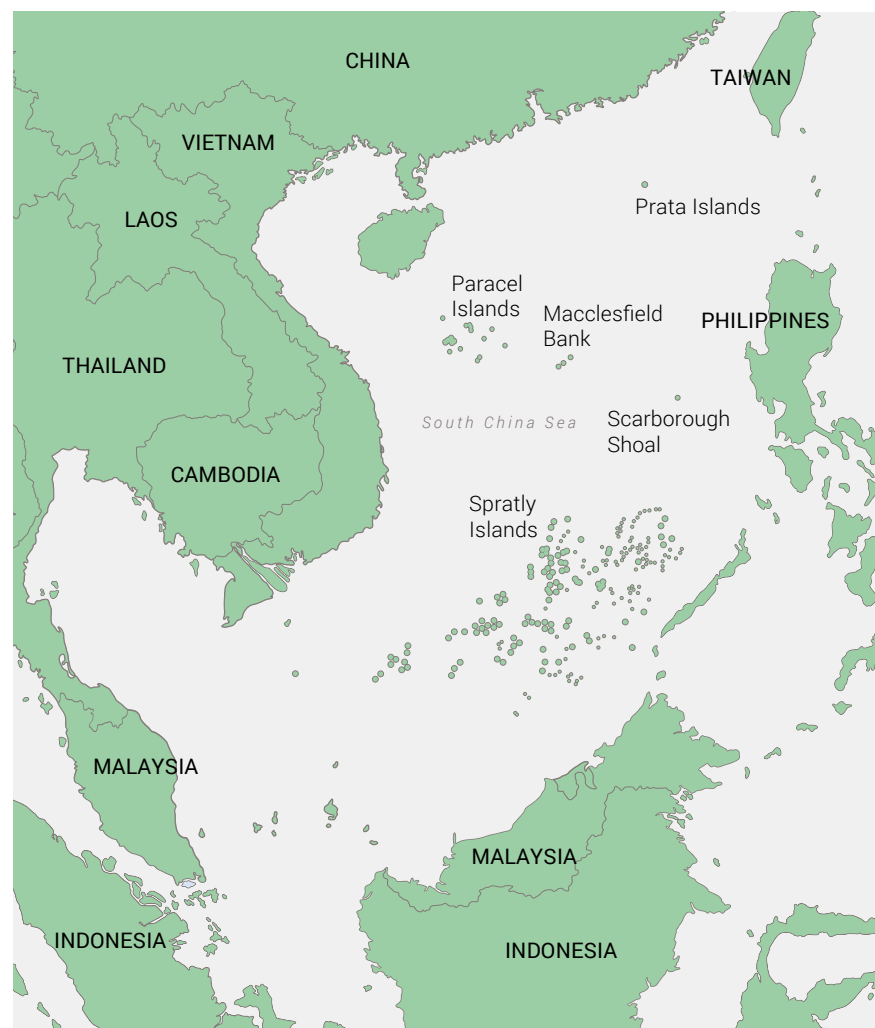 CHINA
TAIWAN
VIETNAM
Prata Islands
LAOS
Paracel
Islands
Macclesfield
Bank
PHILIPPINES
THAILAND
South China Sea
Scarborough
Shoal
CAMBODIA
Spratly
Islands
MALAYSIA
MALAYSIA
INDONESIA
INDONESIA